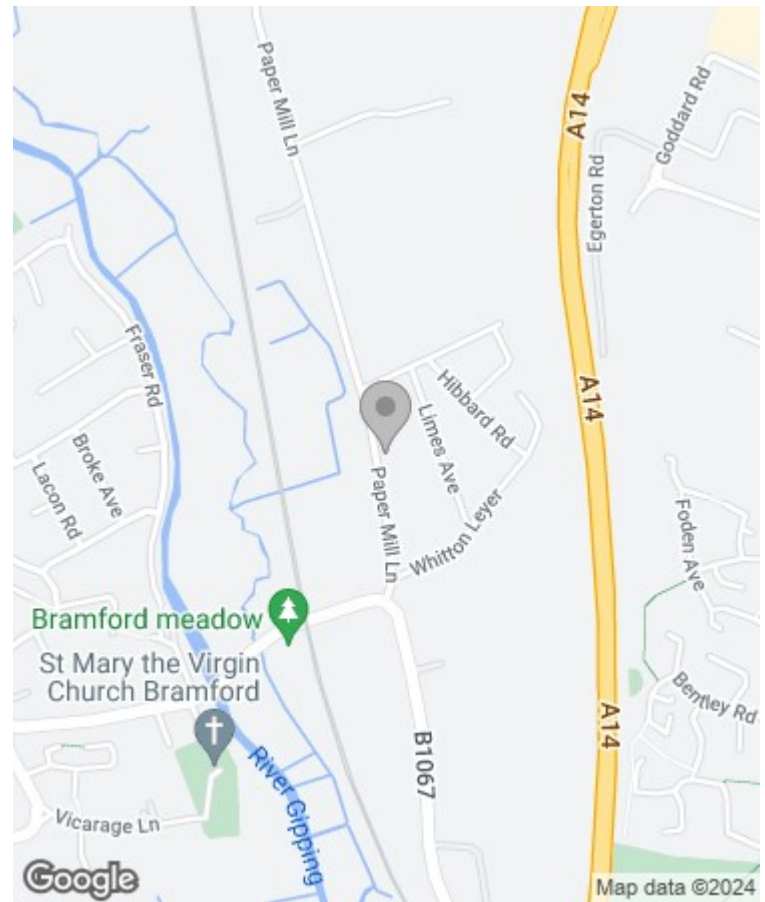 Paper Mill Ln
A14
Goddard Rd
Egerton Rd
Fraser Rd
Hibbard Rd
Limes Ave
A14
Broke Ave
Lacon Rd
Paper Mill Ln
Whitton Leyer
Foden Ave
Bramford meadow
St Mary the Virgin
Church Bramford
Bentley Rd
A14
B1067
River Gipping
Vicarage Ln
Google
Map data ©2024